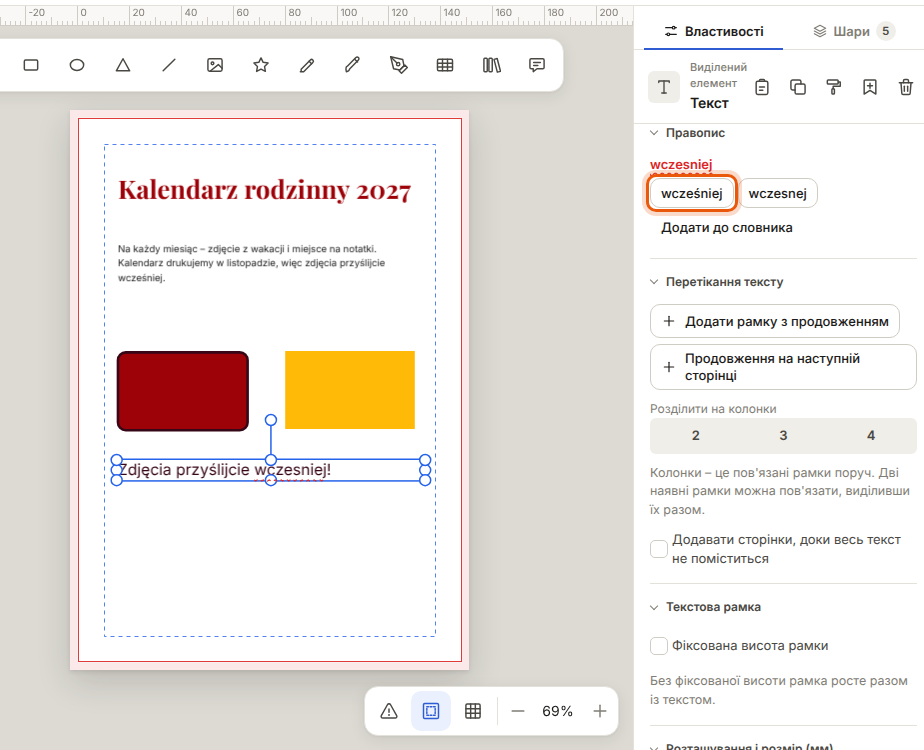 -20 0 20 40 60 80 100 120 140 160 180 200
Властивості
Шари 5
Виділений
елемент
Текст
Kalendarz rodzinny 2027
Na każdy miesiąc – zdjęcie z wakacji i miejsce na notatki.
Kalendarz drukujemy w listopadzie, więc zdjęcia przyślijcie
wcześniej.
Zdjęcia przyślijcie wczesniej!
69%
Правопис
wczesniej
wcześniej
wczesnej
Додати до словника
Перетікання тексту
Додати рамку з продовженням
Продовження на наступній
сторінці
Розділити на колонки
2 3 4
Колонки – це пов'язані рамки поруч. Дві
наявні рамки можна пов'язати, виділивши
їх разом.
Додавати сторінки, доки весь текст
не поміститься
Текстова рамка
Фіксована висота рамки
Без фіксованої висоти рамка росте разом
із текстом.
Розташування і розмір (мм)